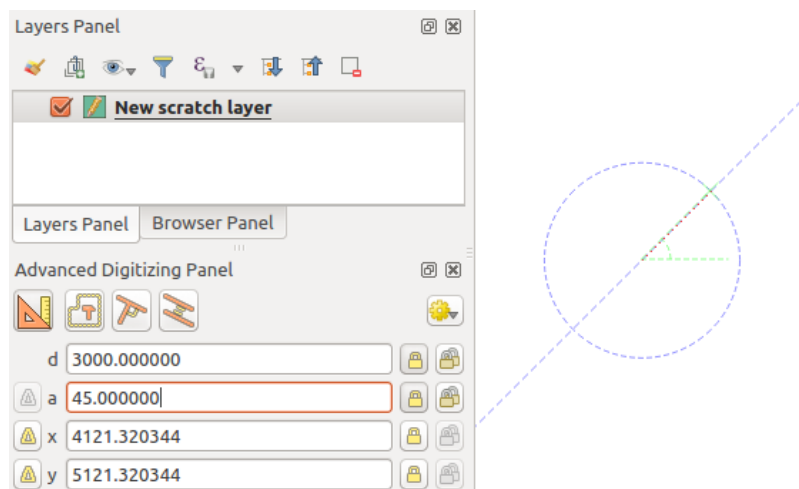 Layers Panel
New scratch layer
Layers Panel
Browser Panel
Advanced Digitizing Panel
d 3000.000000
a 45.000000
x 4121.320344
y 5121.320344